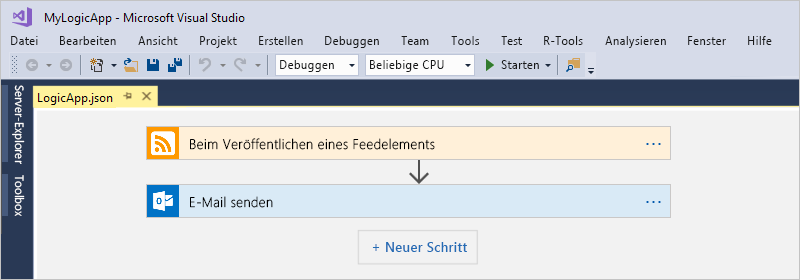 MyLogicApp - Microsoft Visual Studio
Datei Bearbeiten Ansicht Projekt Erstellen Debuggen Team Tools Test R-Tools Analysieren Fenster Hilfe
Debuggen Beliebige CPU Starten
Server-Explorer
Toolbox
LogicApp.json
Beim Veröffentlichen eines Feedelements
E-Mail senden
+ Neuer Schritt